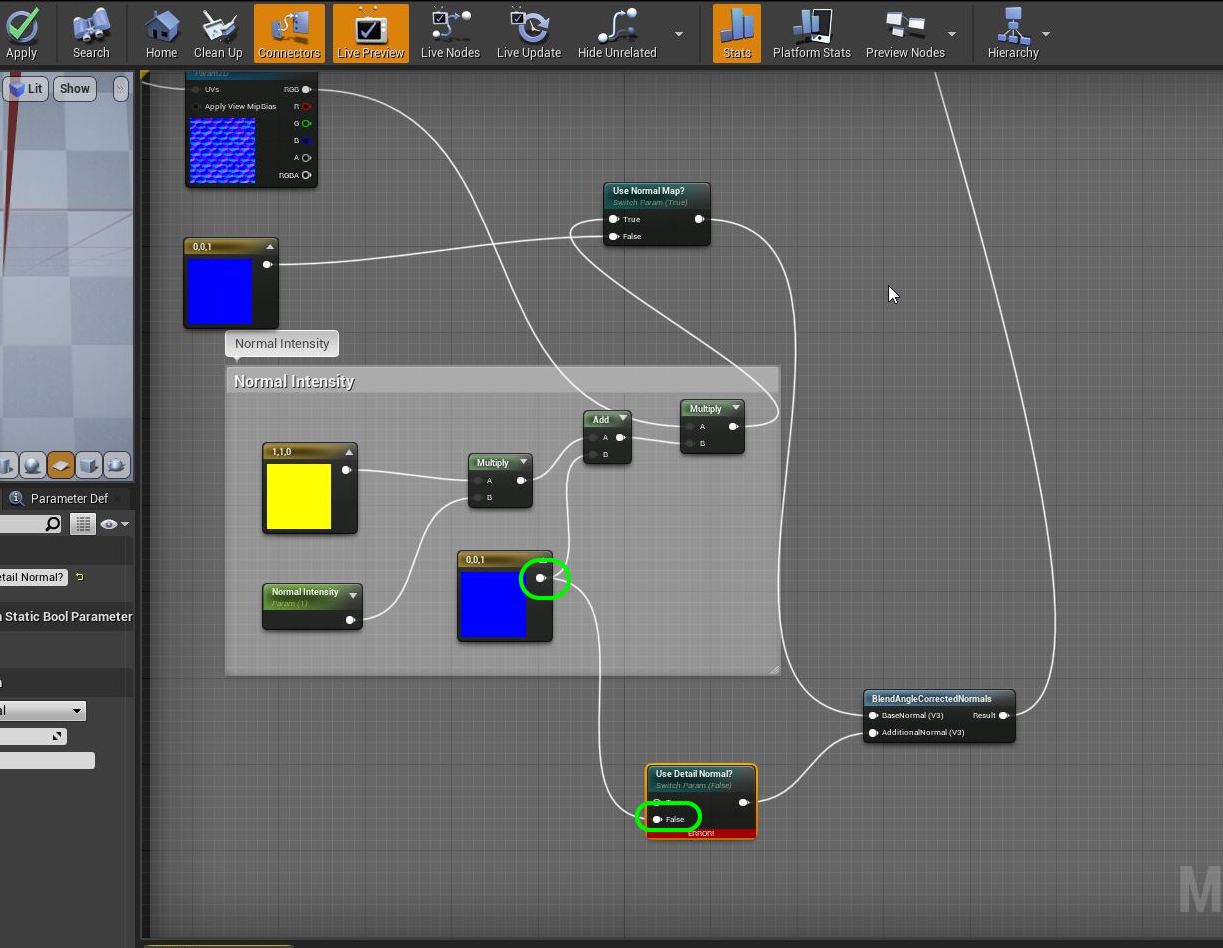 Apply
Search
Home
Clean Up
Connectors
Live Preview
Live Nodes
Live Update
Hide Unrelated
Stats
Platform Stats
Preview Nodes
Hierarchy
Lit
Show
Param2D
UVs
RGB
Apply View MipBias
R
G
B
A
RGBA
Use Normal Map?
Switch Param (True)
True
False
0,0,1
Normal Intensity
Normal Intensity
1,1,0
Multiply
A
B
Add
A
B
Multiply
A
B
Normal Intensity
Param (1)
0,0,1
Parameter Def
etail Normal?
Static Bool Parameter
al
BlendAngleCorrectedNormals
BaseNormal (V3)
Result
AdditionalNormal (V3)
Use Detail Normal?
Switch Param (False)
False
ERROR!
M